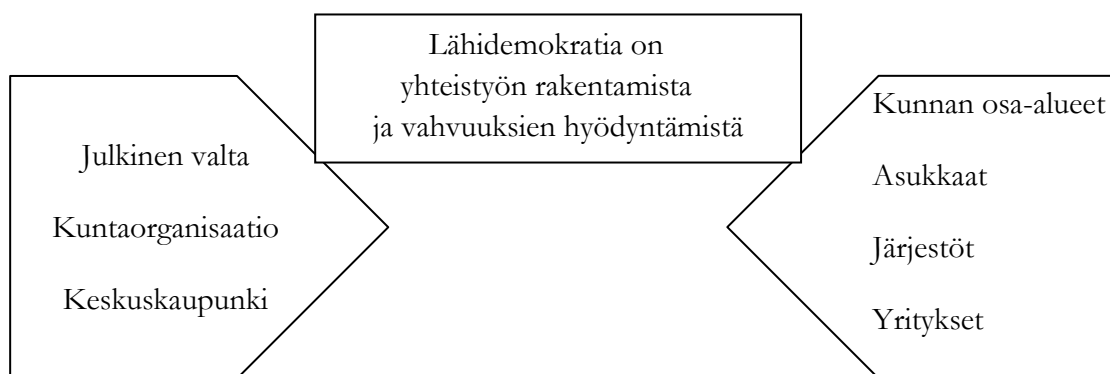 Lähidemokratia on
yhteistyön rakentamista
ja vahvuuksien hyödyntämistä
Julkinen valta
Kuntaorganisaatio
Keskuskaupunki
Kunnan osa-alueet
Asukkaat
Järjestöt
Yritykset